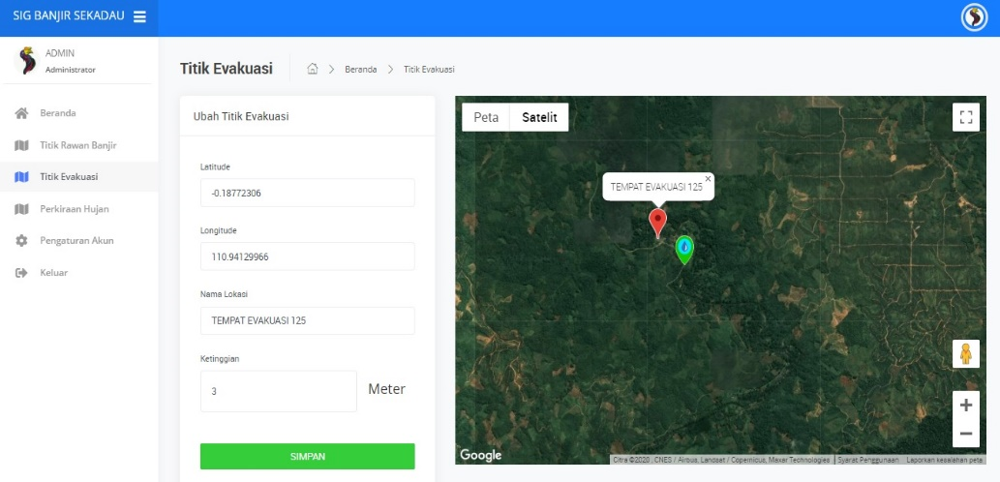 SIG BANJIR SEKADAU
ADMIN
Administrator
Beranda
Titik Rawan Banjir
Titik Evakuasi
Perkiraan Hujan
Pengaturan Akun
Keluar
Titik Evakuasi
Beranda
Titik Evakuasi
Ubah Titik Evakuasi
Latitude
-0.18772306
Longitude
110.94129966
Nama Lokasi
TEMPAT EVAKUASI 125
Ketinggian
3
Meter
SIMPAN
Peta
Satelit
TEMPAT EVAKUASI 125
Google
Citra ©2020 , CNES / Airbus, Landsat / Copernicus, Maxar Technologies
Syarat Penggunaan
Laporkan kesalahan peta